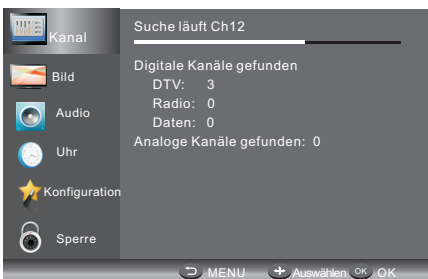 Kanal
Bild
Audio
Uhr
Konfiguration
Sperre
Suche läuft Ch12
Digitale Kanäle gefunden
DTV: 3
Radio: 0
Daten: 0
Analoge Kanäle gefunden: 0
MENU Auswählen OK OK